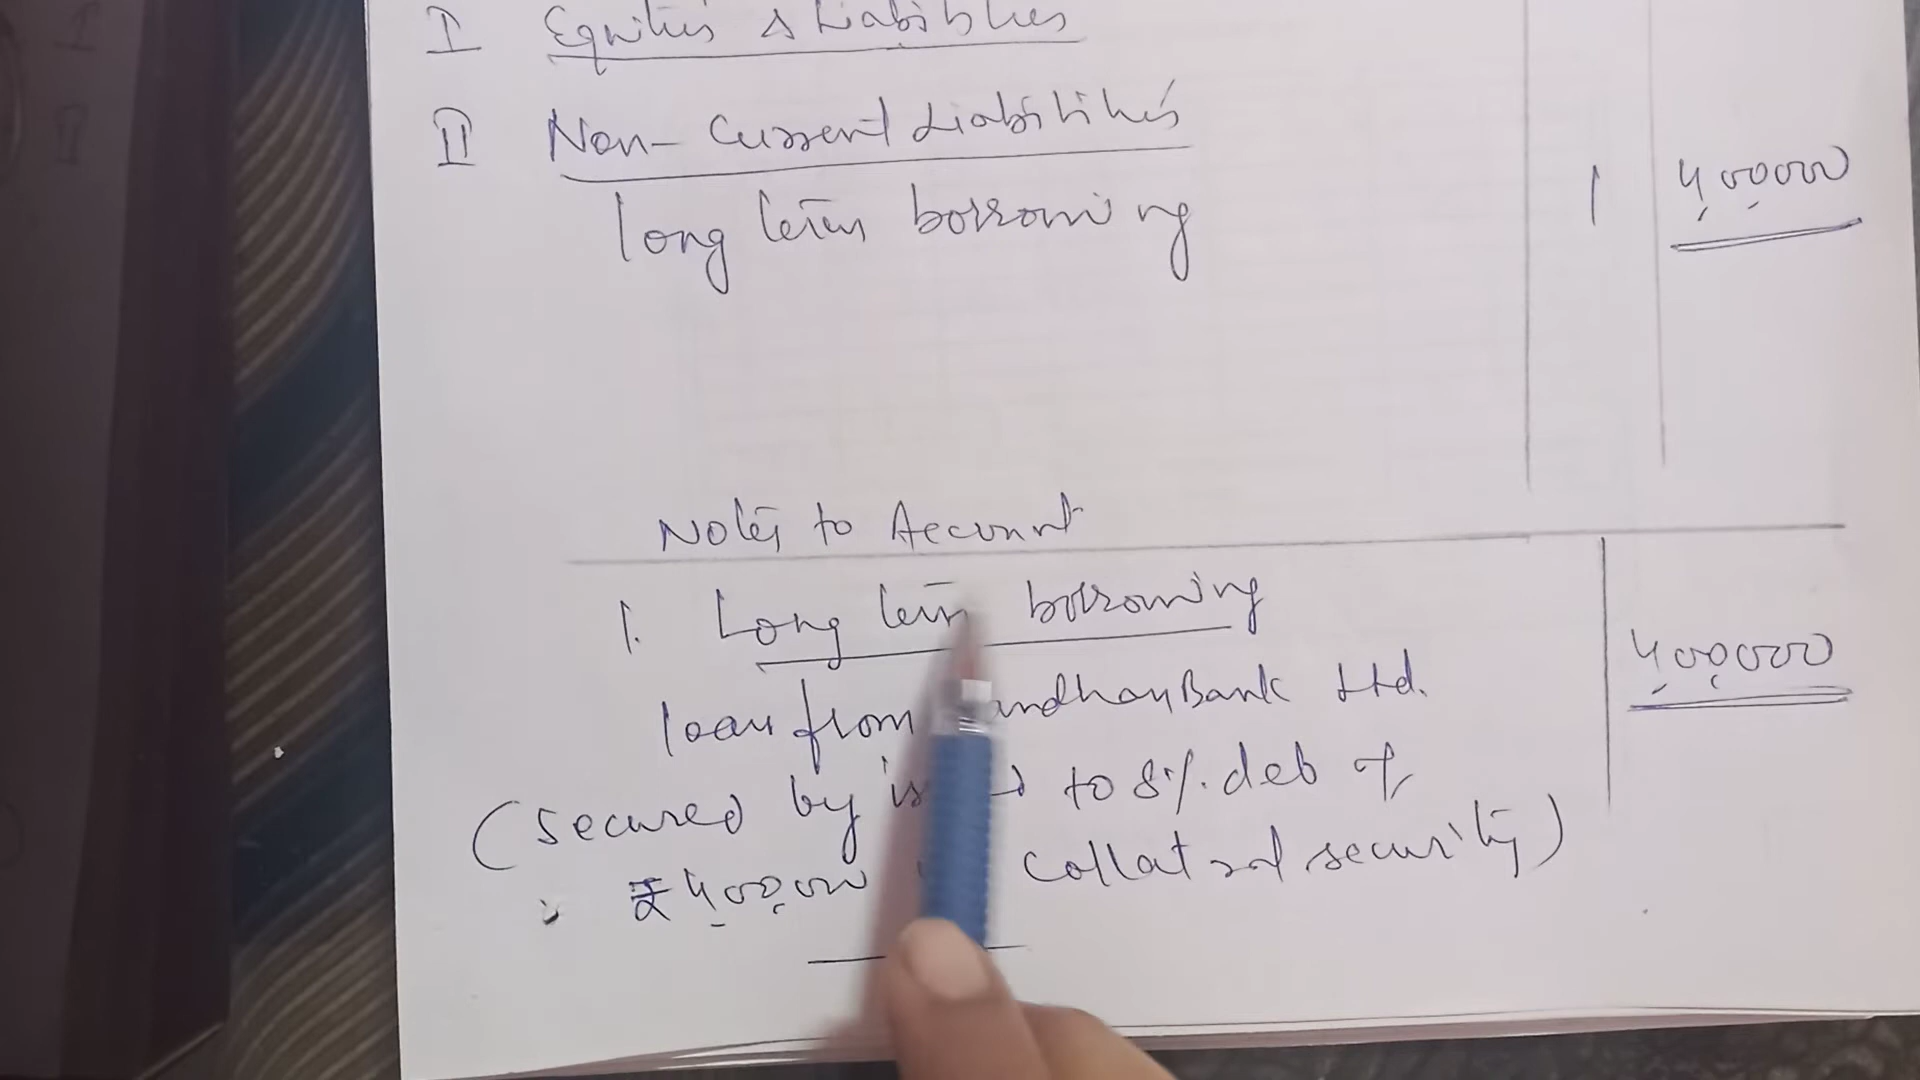 I Equities & Liabilities
II Non-Current Liabilities
long term borrowing 1 4,00,000
Notes to Account
1. Long term borrowing
loan from Bank Ltd. 4,00,000
(secured by to 8% deb of
₹ 4,00,000 collateral security)